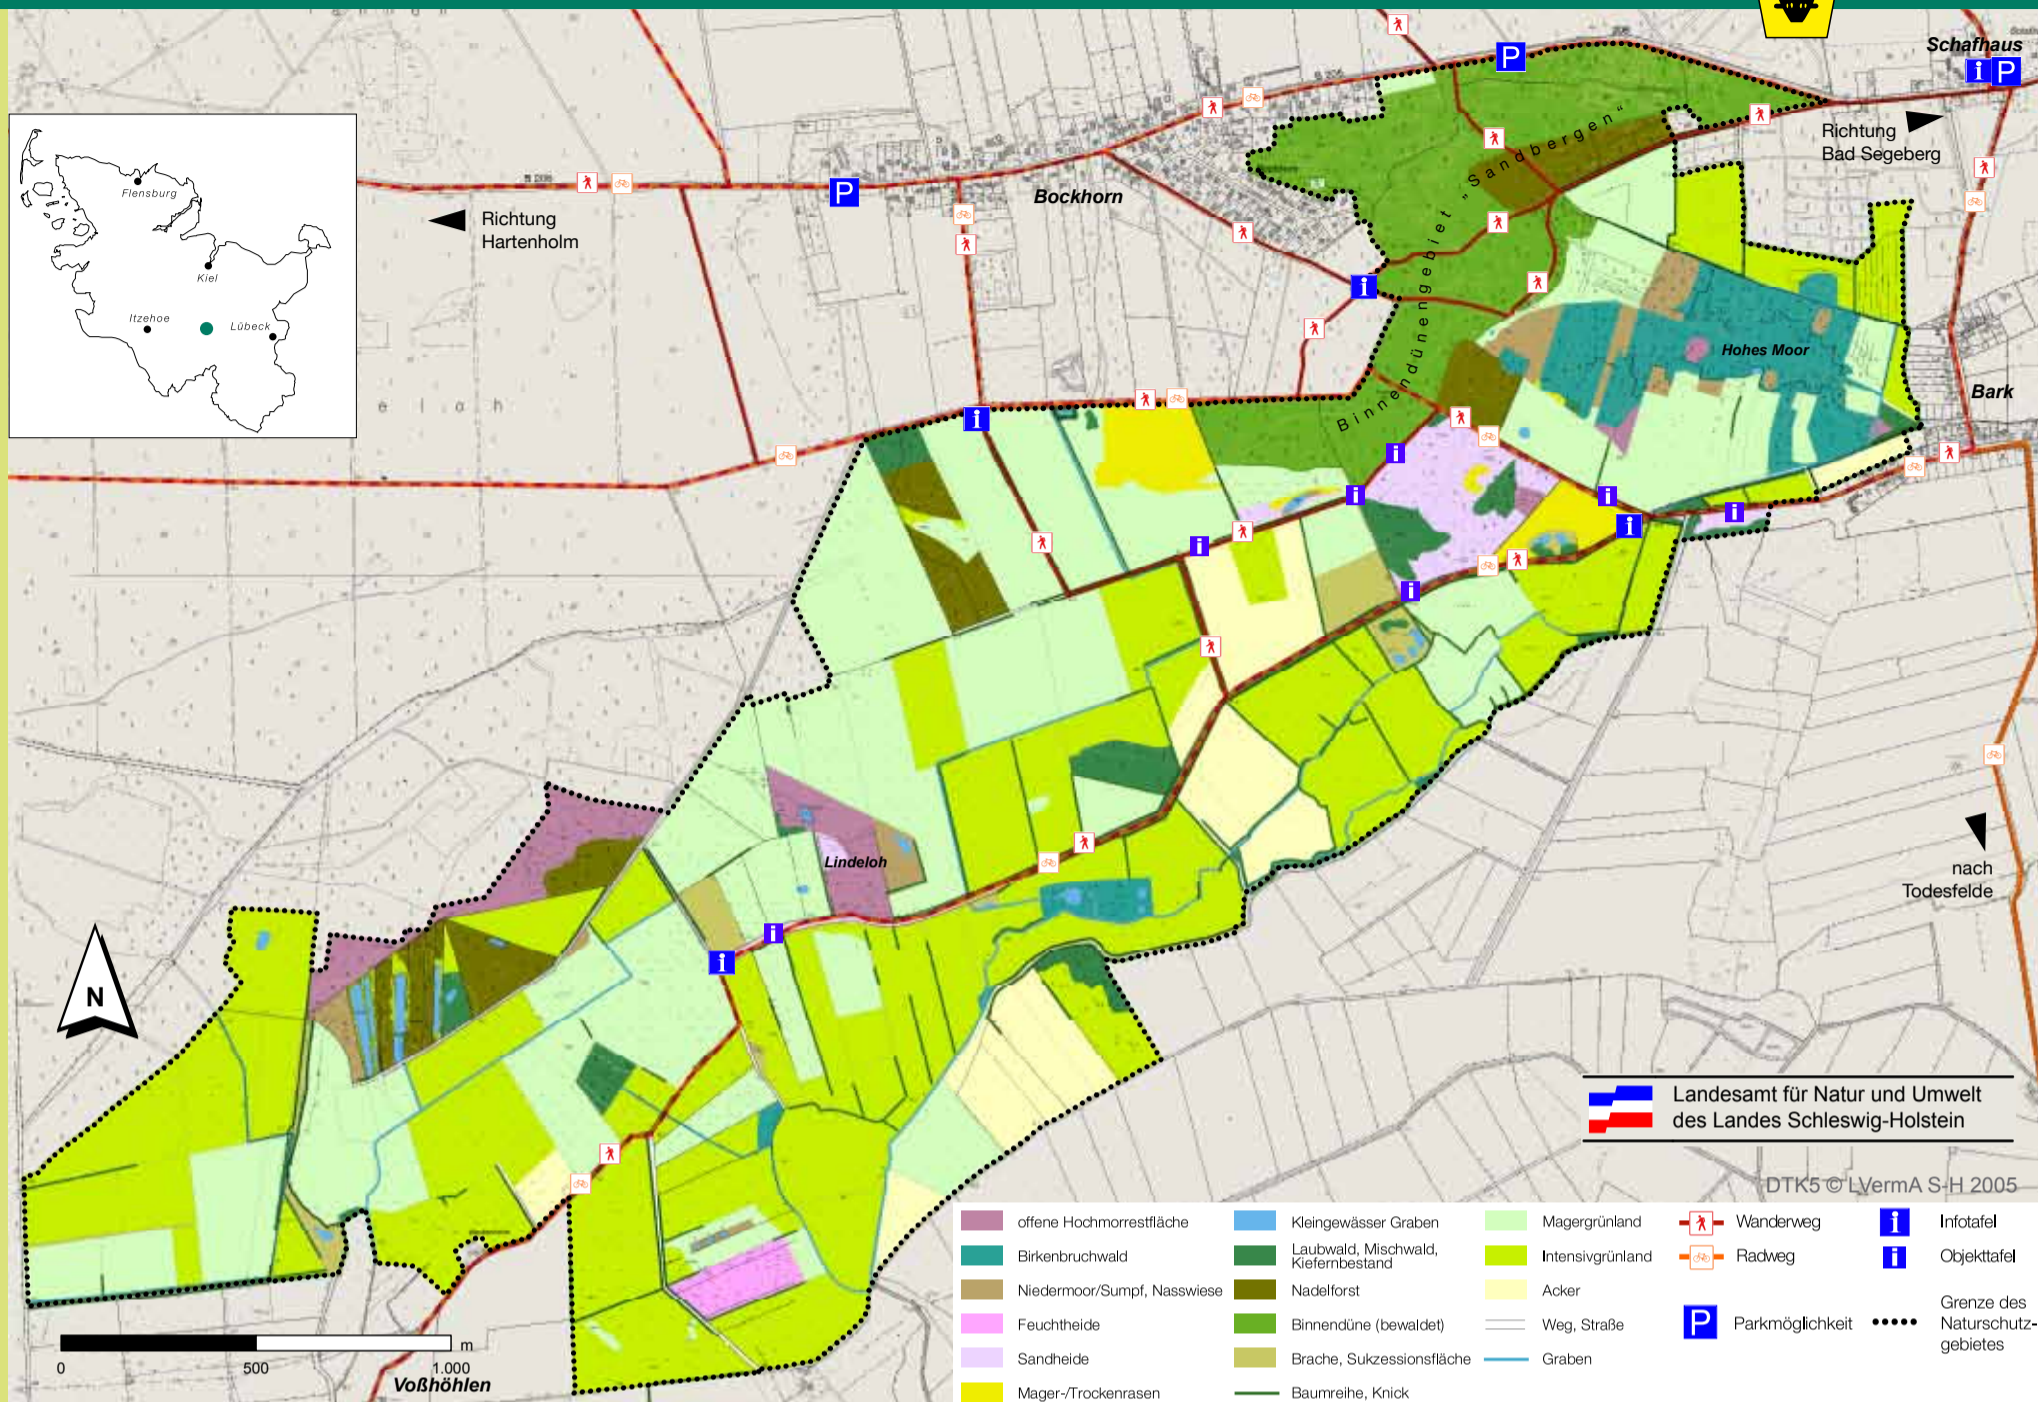 Schafhaus
Richtung
Bad Segeberg
Flensburg
Kiel
Itzehoe
Lübeck
Richtung
Hartenholm
Bockhorn
Binnendünengebiet „Sandbergen“
Hohes Moor
Bark
Lindeloh
nach
Todesfelde
N
Landesamt für Natur und Umwelt
des Landes Schleswig-Holstein
DTK5 © LVermA S-H 2005
0 500 1.000 m
Voßhöhlen
offene Hochmorrestfläche
Birkenbruchwald
Niedermoor/Sumpf, Nasswiese
Feuchtheide
Sandheide
Mager-/Trockenrasen
Kleingewässer Graben
Laubwald, Mischwald,
Kiefernbestand
Nadelforst
Binnendüne (bewaldet)
Brache, Sukzessionsfläche
Baumreihe, Knick
Magergrünland
Intensivgrünland
Acker
Weg, Straße
Graben
Wanderweg
Radweg
P Parkmöglichkeit
i Infotafel
i Objekttafel
Grenze des
Naturschutz-
gebietes